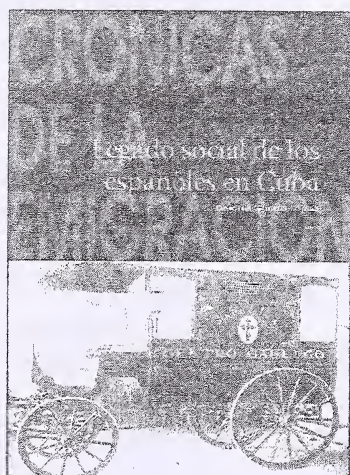 CRÓNICAS
DE LA
Legado social de los
españoles en Cuba
EMIGRACIÓN
CENTRO GALLEGO